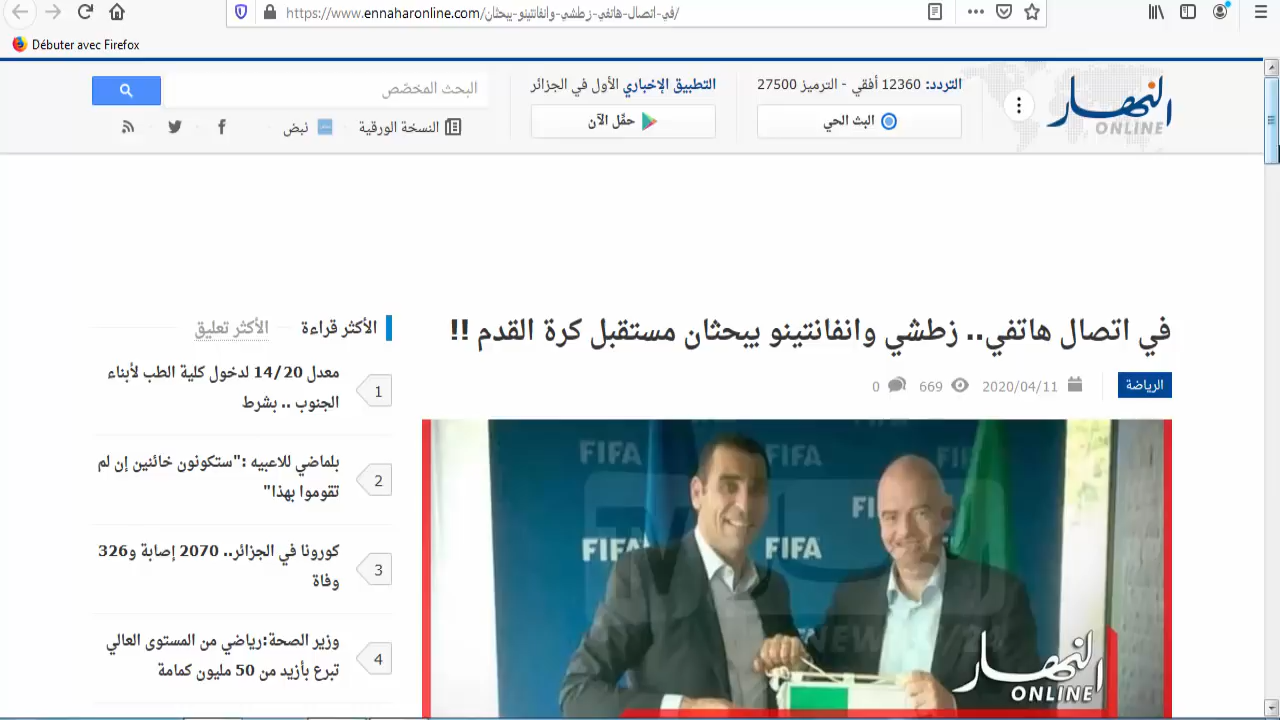 https://www.ennaharonline.com/في-اتصال-هاتفي-زطشي-وانفانتينو-يبحثان/
Débuter avec Firefox
النهار
ONLINE
التردد: 12360 أفقي - الترميز 27500
البث الحي
التطبيق الإخباري الأول في الجزائر
حمّل الآن
البحث المخصّص
النسخة الورقية
نبض
في اتصال هاتفي.. زطشي وانفانتينو يبحثان مستقبل كرة القدم !!
الرياضة
2020/04/11
669
0
الأكثر قراءة
الأكثر تعليق
1
معدل 14/20 لدخول كلية الطب لأبناء
الجنوب .. بشرط
2
بلماضي للاعبيه :"ستكونون خائنين إن لم
تقوموا بهذا"
3
كورونا في الجزائر.. 2070 إصابة و326
وفاة
4
وزير الصحة:رياضي من المستوى العالي
تبرع بأزيد من 50 مليون كمامة
FIFA
FIFA
FIFA
FIFA
FIFA
النهار
ONLINE